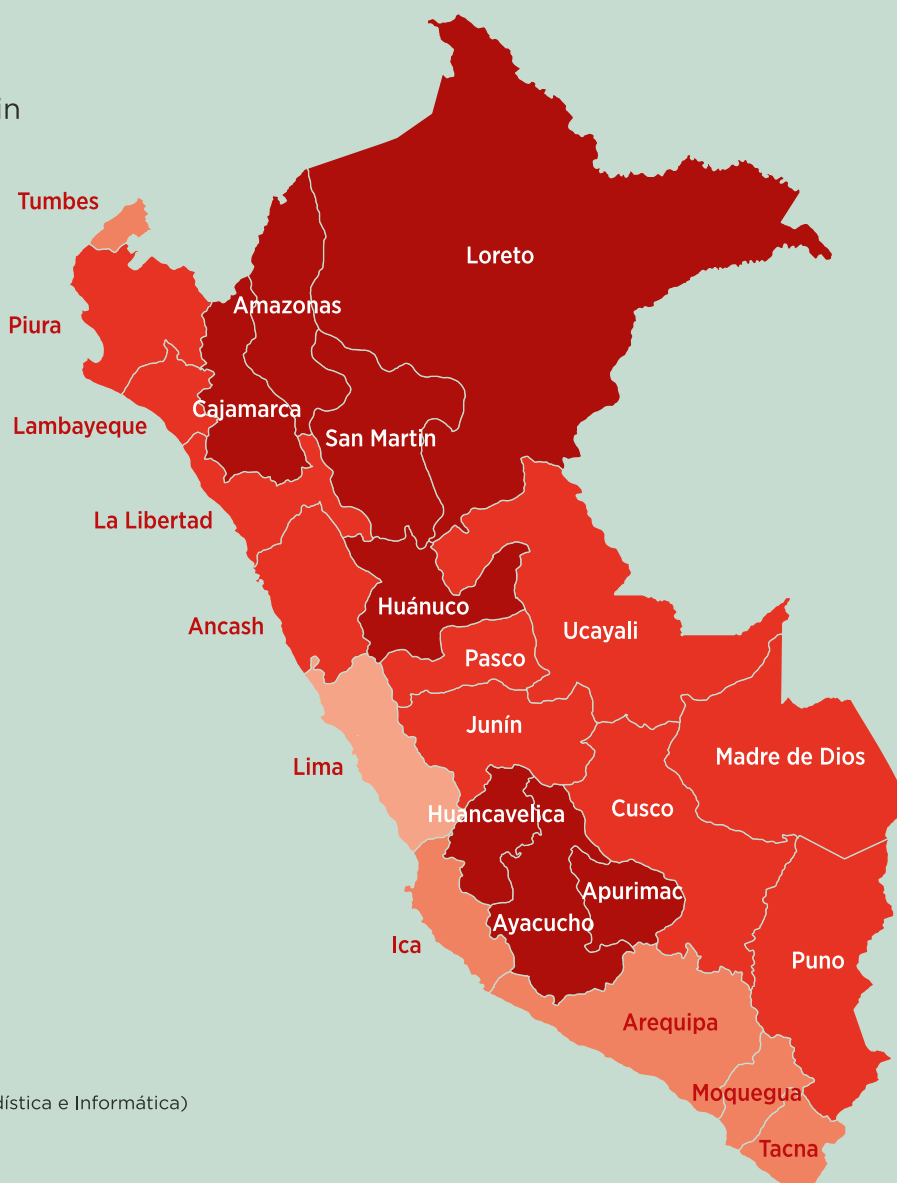 in
Tumbes
Loreto
Amazonas
Piura
Cajamarca
Lambayeque
San Martin
La Libertad
Huánuco
Ancash
Ucayali
Pasco
Junín
Madre de Dios
Lima
Cusco
Huancavelica
Apurimac
Ayacucho
Ica
Puno
Arequipa
Moquegua
dística e Informática)
Tacna